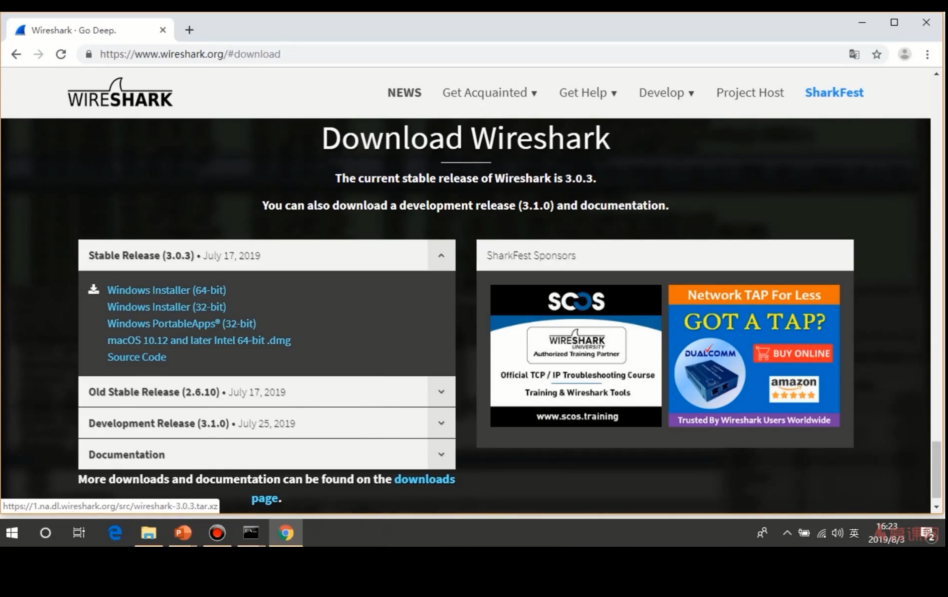 Wireshark · Go Deep.
https://www.wireshark.org/#download
WIRESHARK
NEWS Get Acquainted ▾ Get Help ▾ Develop ▾ Project Host SharkFest
Download Wireshark
The current stable release of Wireshark is 3.0.3.
You can also download a development release (3.1.0) and documentation.
Stable Release (3.0.3) • July 17, 2019
Windows Installer (64-bit)
Windows Installer (32-bit)
Windows PortableApps® (32-bit)
macOS 10.12 and later Intel 64-bit .dmg
Source Code
Old Stable Release (2.6.10) • July 17, 2019
Development Release (3.1.0) • July 25, 2019
Documentation
More downloads and documentation can be found on the downloads
page.
SharkFest Sponsors
SCOS
WIRESHARK
UNIVERSITY
Authorized Training Partner
Official TCP / IP Troubleshooting Course
Training & Wireshark Tools
www.scos.training
Network TAP For Less
GOT A TAP?
DUALCOMM
BUY ONLINE
amazon
Trusted By Wireshark Users Worldwide
https://1.na.dl.wireshark.org/src/wireshark-3.0.3.tar.xz
英
16:23
2019/8/3